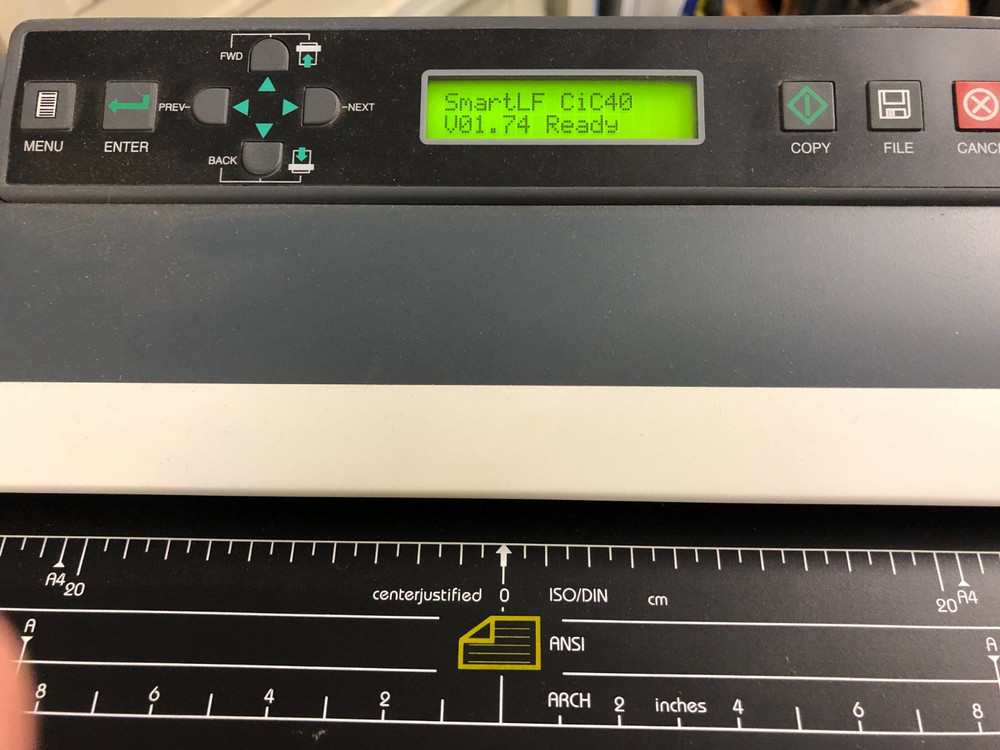 FWD
PREV
NEXT
MENU
ENTER
BACK
SmartLF CiC40
V01.74 Ready
COPY
FILE
CANC
A4
20
centerjustified 0 ISO/DIN cm
20
A4
A
ANSI
A
8 6 4 2 ARCH 2 inches 4 6 8